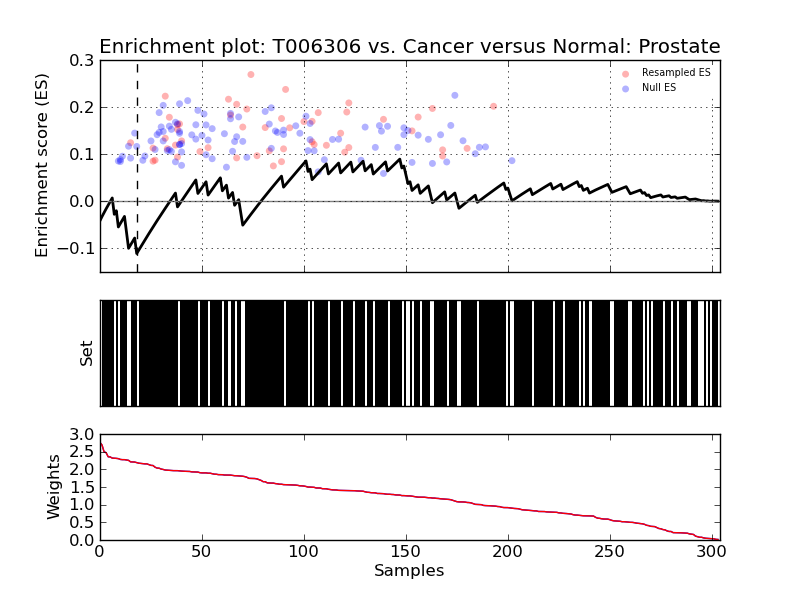 Enrichment plot: T006306 vs. Cancer versus Normal: Prostate
Enrichment score (ES)
0.3
0.2
0.1
0.0
−0.1
Resampled ES
Null ES
Set
Weights
3.0
2.5
2.0
1.5
1.0
0.5
0.0
0 50 100 150 200 250 300
Samples